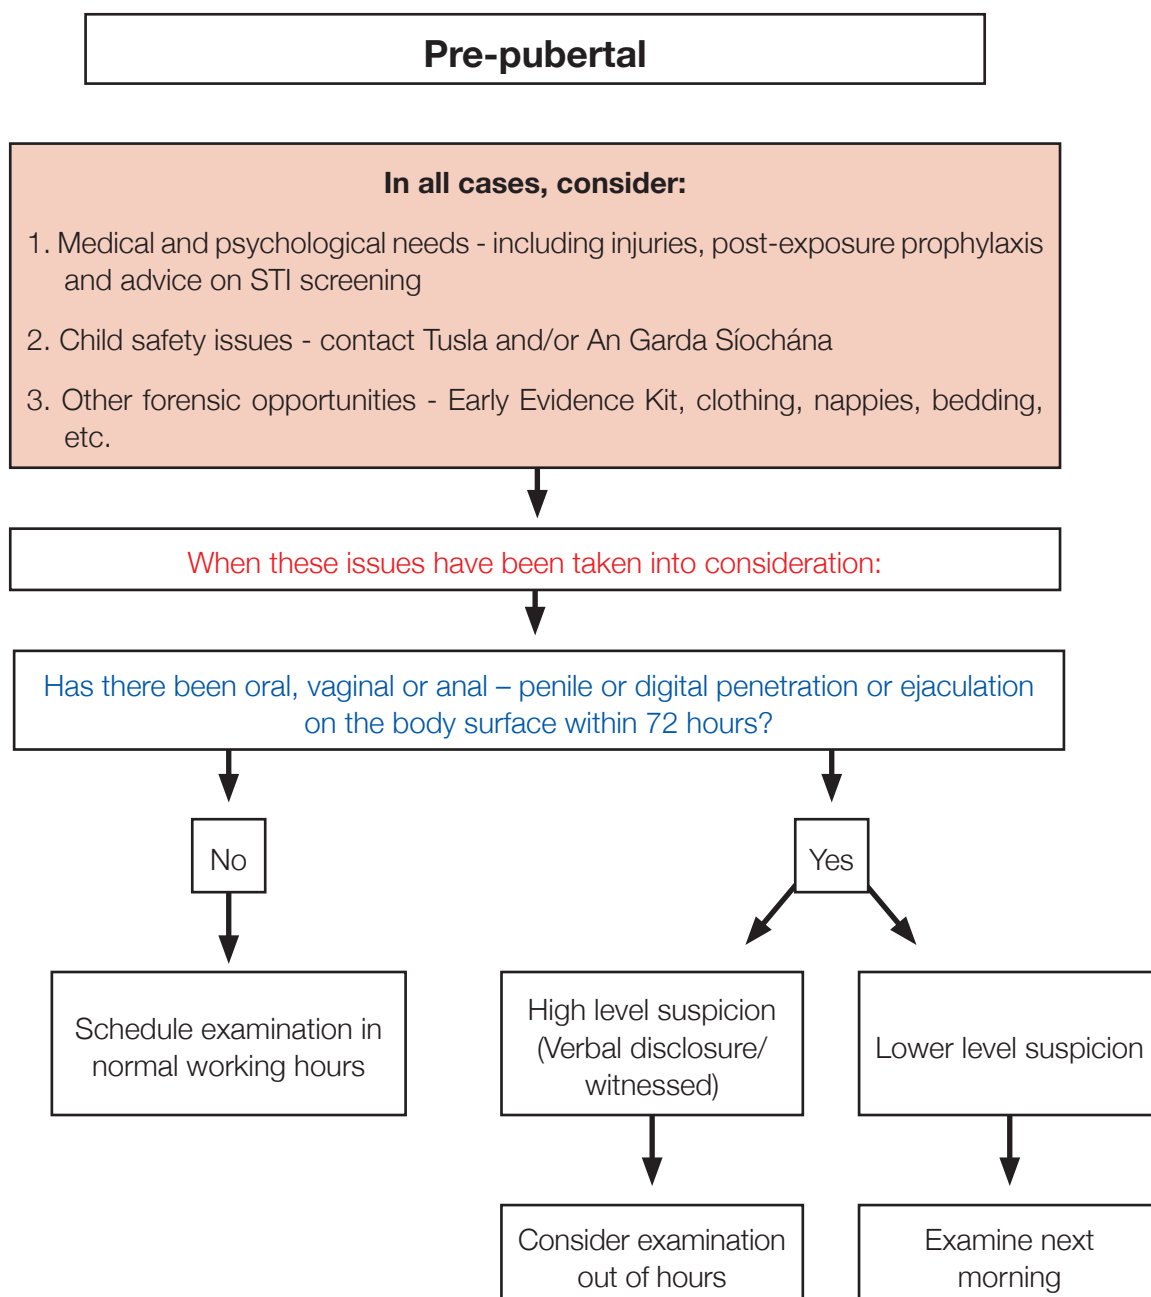 Pre-pubertal
In all cases, consider:
1. Medical and psychological needs - including injuries, post-exposure prophylaxis
and advice on STI screening
2. Child safety issues - contact Tusla and/or An Garda Síochána
3. Other forensic opportunities - Early Evidence Kit, clothing, nappies, bedding,
etc.
When these issues have been taken into consideration:
Has there been oral, vaginal or anal – penile or digital penetration or ejaculation
on the body surface within 72 hours?
No
Yes
Schedule examination in
normal working hours
High level suspicion
(Verbal disclosure/
witnessed)
Lower level suspicion
Consider examination
out of hours
Examine next
morning